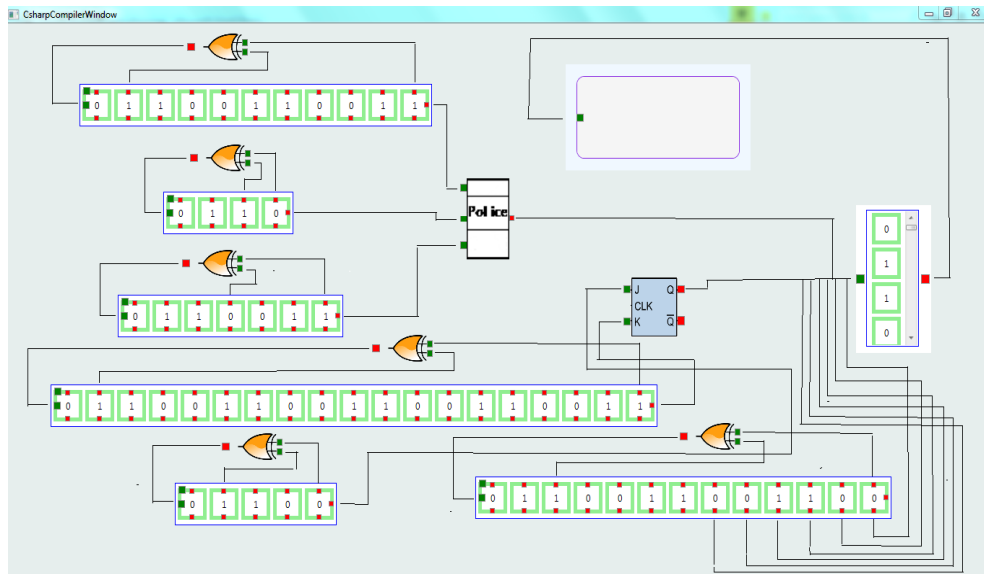 CsharpCompilerWindow
0 1 1 0 0 1 1 0 0 1 1
0 1 1 0
Police
0
1
1
0
J Q
CLK
K Q̅
0 1 1 0 0 1 1
0 1 1 0 0 1 1 0 0 1 1 0 0 1 1 0 0 1 1
0 1 1 0 0
0 1 1 0 0 1 1 0 0 1 1 0 0